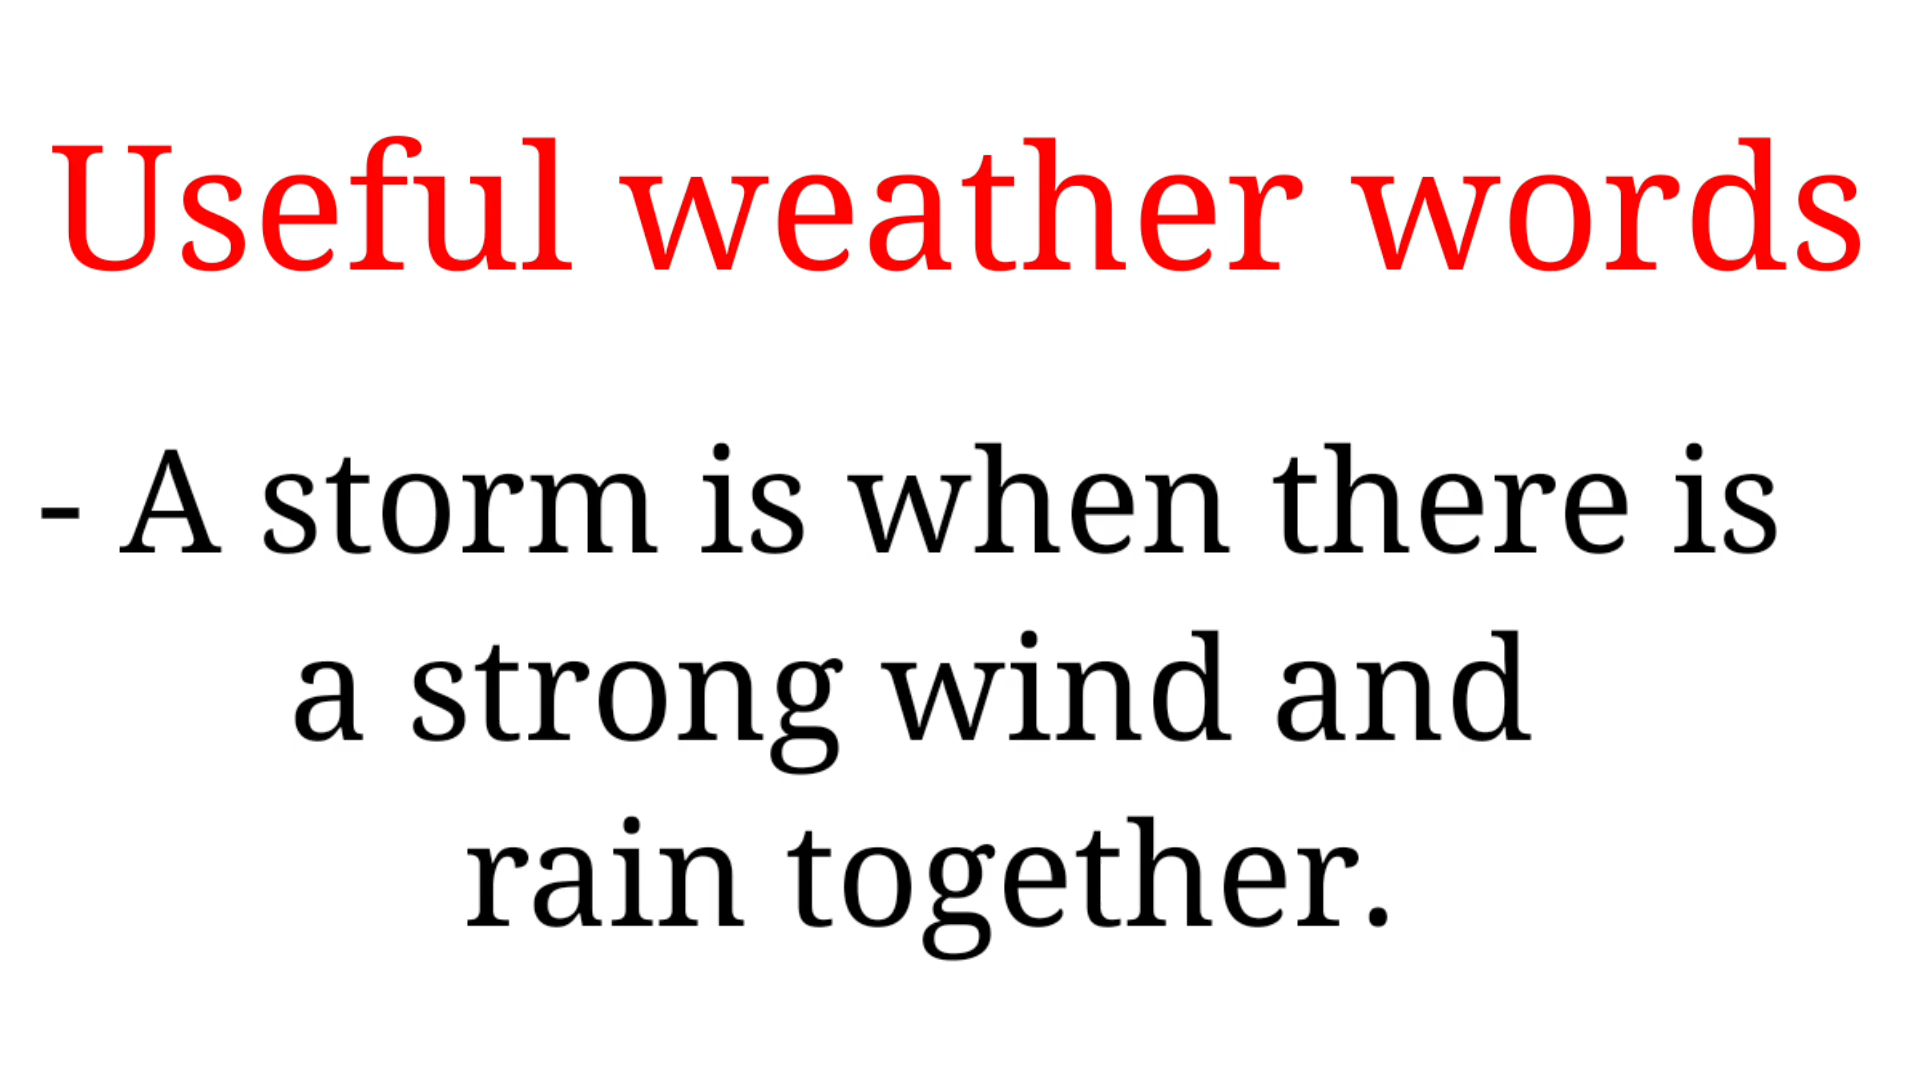 Useful weather words
- A storm is when there is
a strong wind and
rain together.